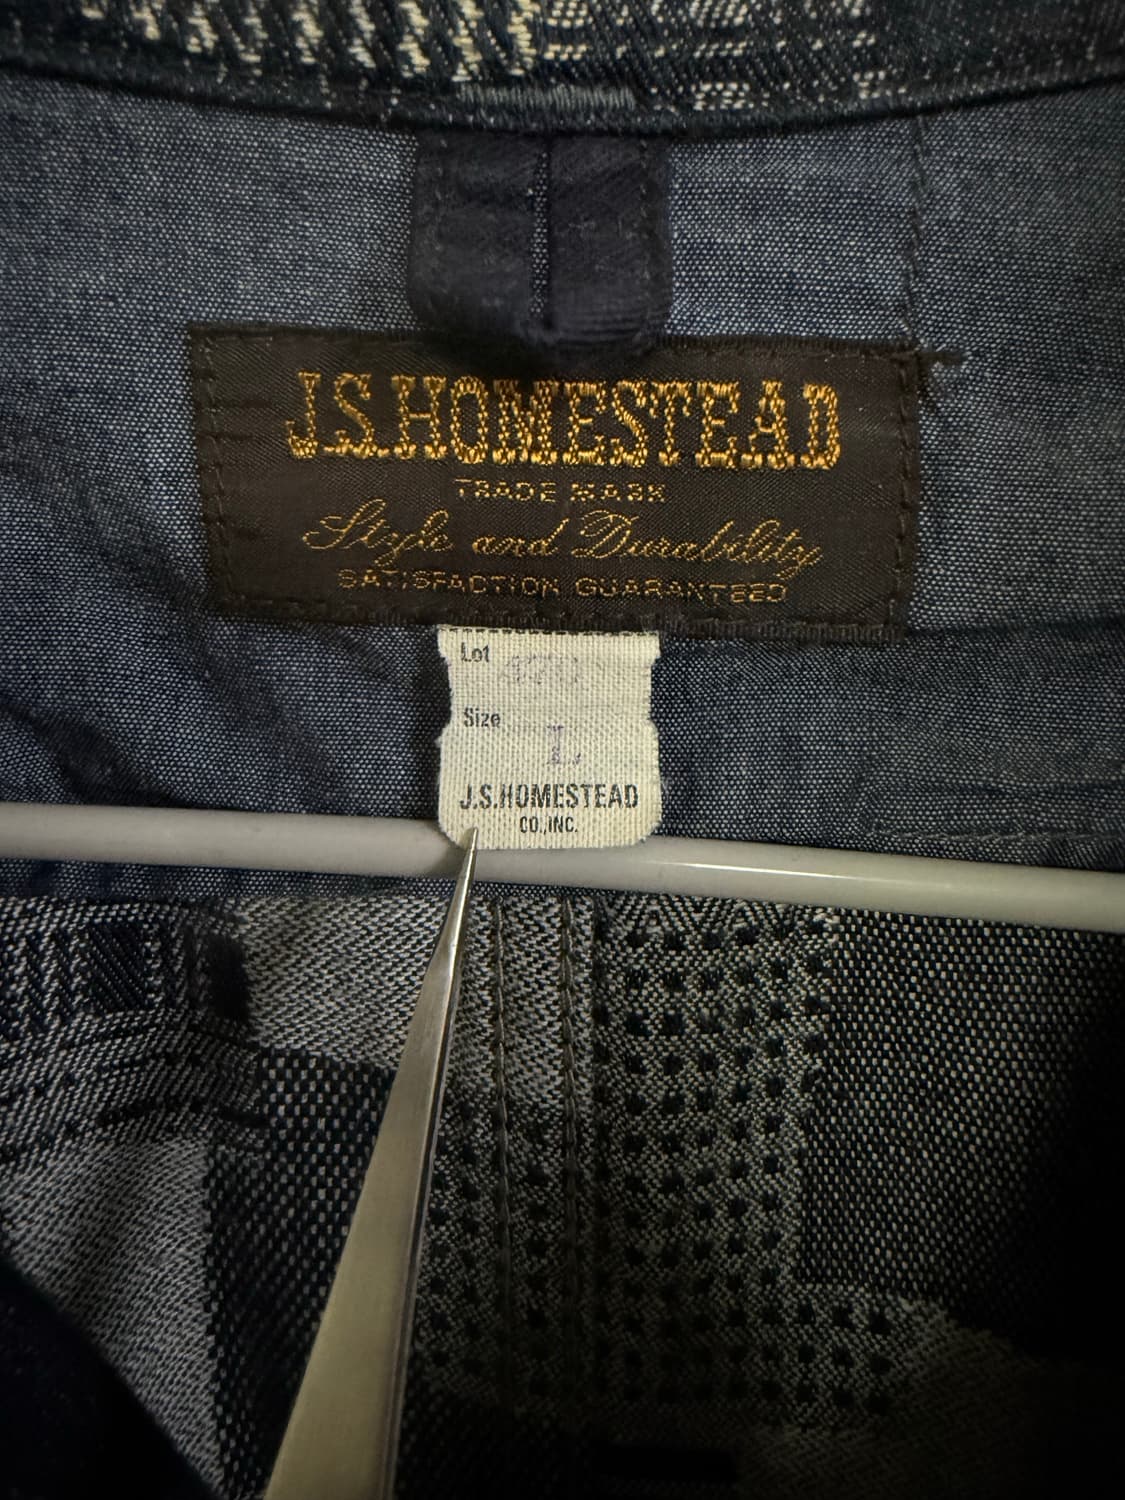 J.S.HOMESTEAD
TRADE MARK
Style and Durability
SATISFACTION GUARANTEED
Lot
Size L
J.S.HOMESTEAD
CO.,INC.